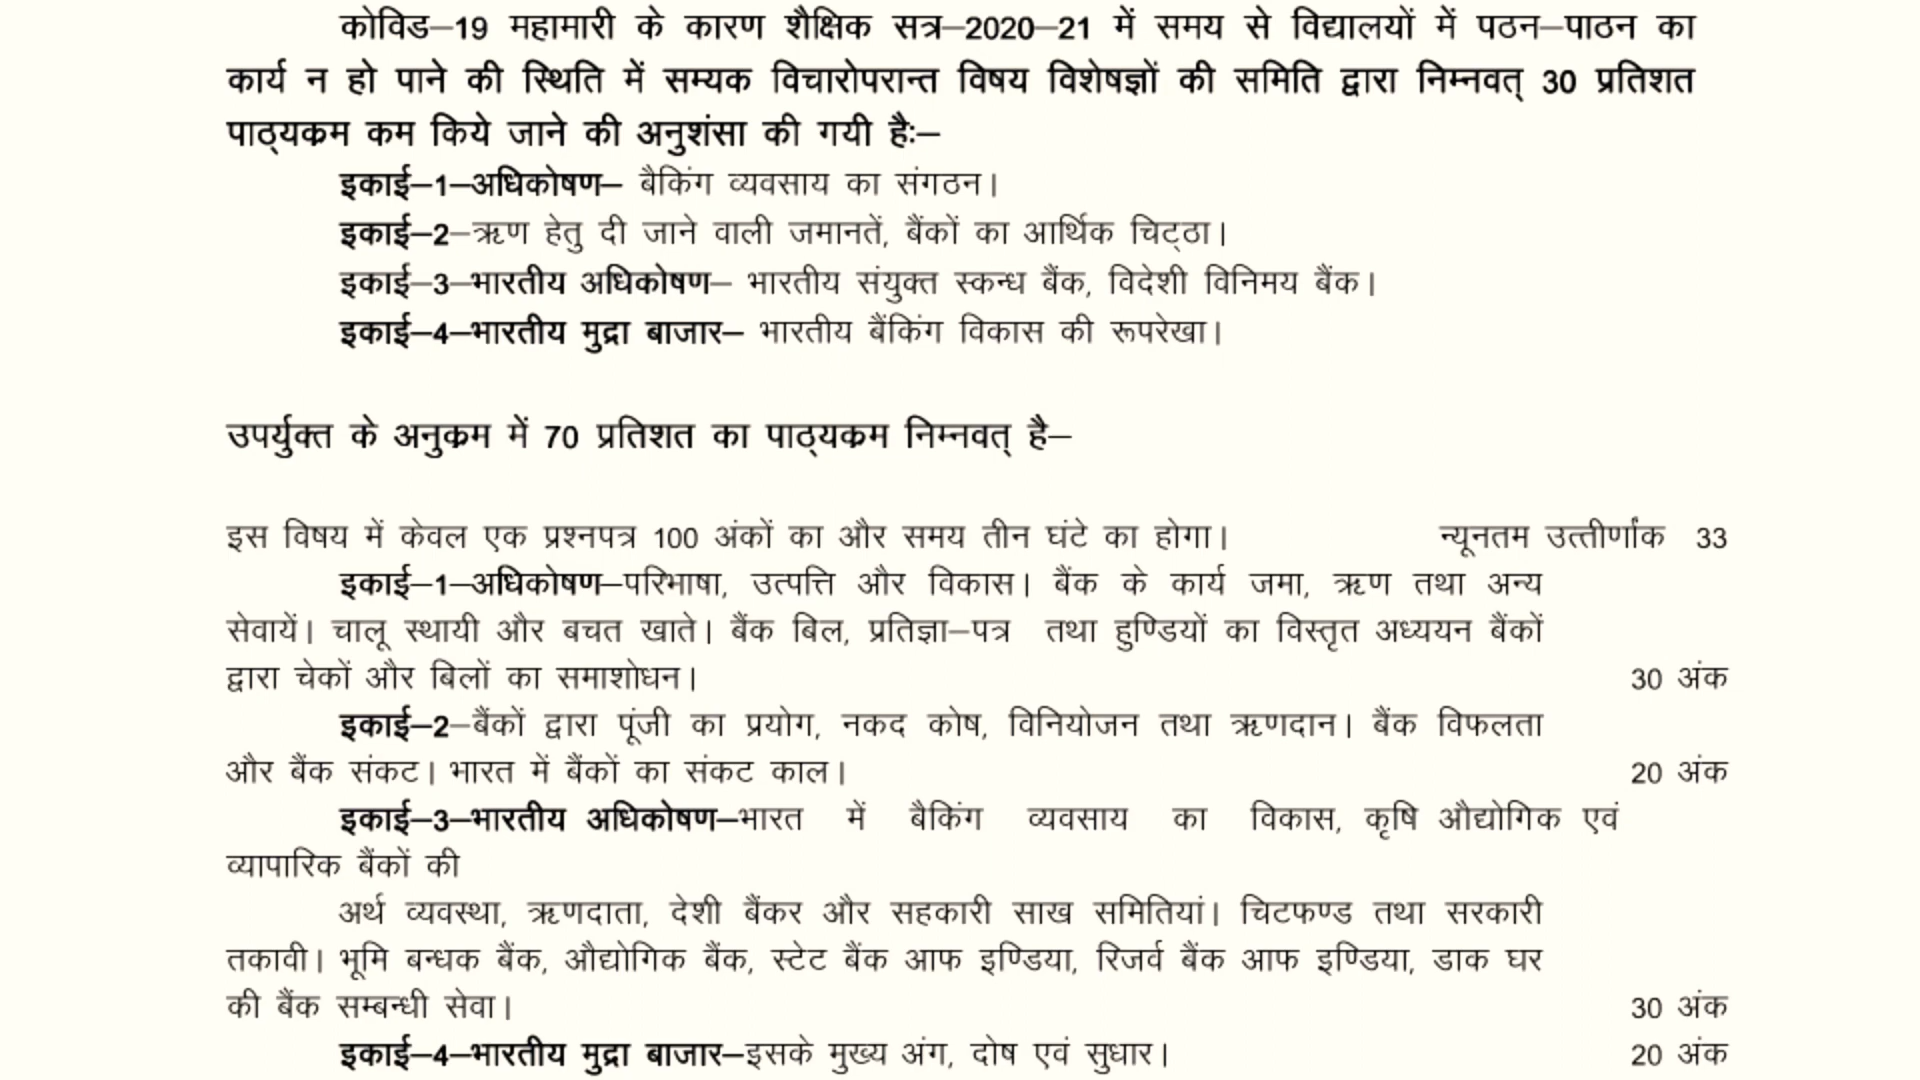 कोविड–19 महामारी के कारण शैक्षिक सत्र–2020–21 में समय से विद्यालयों में पठन–पाठन का
कार्य न हो पाने की स्थिति में सम्यक विचारोपरान्त विषय विशेषज्ञों की समिति द्वारा निम्नवत् 30 प्रतिशत
पाठ्यक्रम कम किये जाने की अनुशंसा की गयी है:–
इकाई–1–अधिकोषण– बैकिंग व्यवसाय का संगठन।
इकाई–2–ऋण हेतु दी जाने वाली जमानतें, बैंकों का आर्थिक चिट्ठा।
इकाई–3–भारतीय अधिकोषण– भारतीय संयुक्त स्कन्ध बैंक, विदेशी विनिमय बैंक।
इकाई–4–भारतीय मुद्रा बाजार– भारतीय बैंकिंग विकास की रूपरेखा।
उपर्युक्त के अनुक्रम में 70 प्रतिशत का पाठ्यक्रम निम्नवत् है–
इस विषय में केवल एक प्रश्नपत्र 100 अंकों का और समय तीन घंटे का होगा। न्यूनतम उत्तीर्णांक 33
इकाई–1–अधिकोषण–परिभाषा, उत्पत्ति और विकास। बैंक के कार्य जमा, ऋण तथा अन्य
सेवायें। चालू स्थायी और बचत खाते। बैंक बिल, प्रतिज्ञा–पत्र तथा हुण्डियों का विस्तृत अध्ययन बैंकों
द्वारा चेकों और बिलों का समाशोधन। 30 अंक
इकाई–2–बैंकों द्वारा पूंजी का प्रयोग, नकद कोष, विनियोजन तथा ऋणदान। बैंक विफलता
और बैंक संकट। भारत में बैंकों का संकट काल। 20 अंक
इकाई–3–भारतीय अधिकोषण–भारत में बैकिंग व्यवसाय का विकास, कृषि औद्योगिक एवं
व्यापारिक बैंकों की
अर्थ व्यवस्था, ऋणदाता, देशी बैंकर और सहकारी साख समितियां। चिटफण्ड तथा सरकारी
तकावी। भूमि बन्धक बैंक, औद्योगिक बैंक, स्टेट बैंक आफ इण्डिया, रिजर्व बैंक आफ इण्डिया, डाक घर
की बैंक सम्बन्धी सेवा। 30 अंक
इकाई–4–भारतीय मुद्रा बाजार–इसके मुख्य अंग, दोष एवं सुधार। 20 अंक